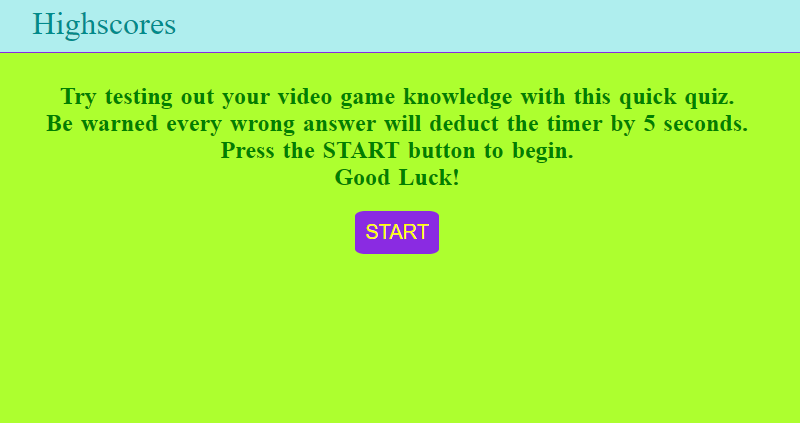 Highscores
Try testing out your video game knowledge with this quick quiz.
Be warned every wrong answer will deduct the timer by 5 seconds.
Press the START button to begin.
Good Luck!
START